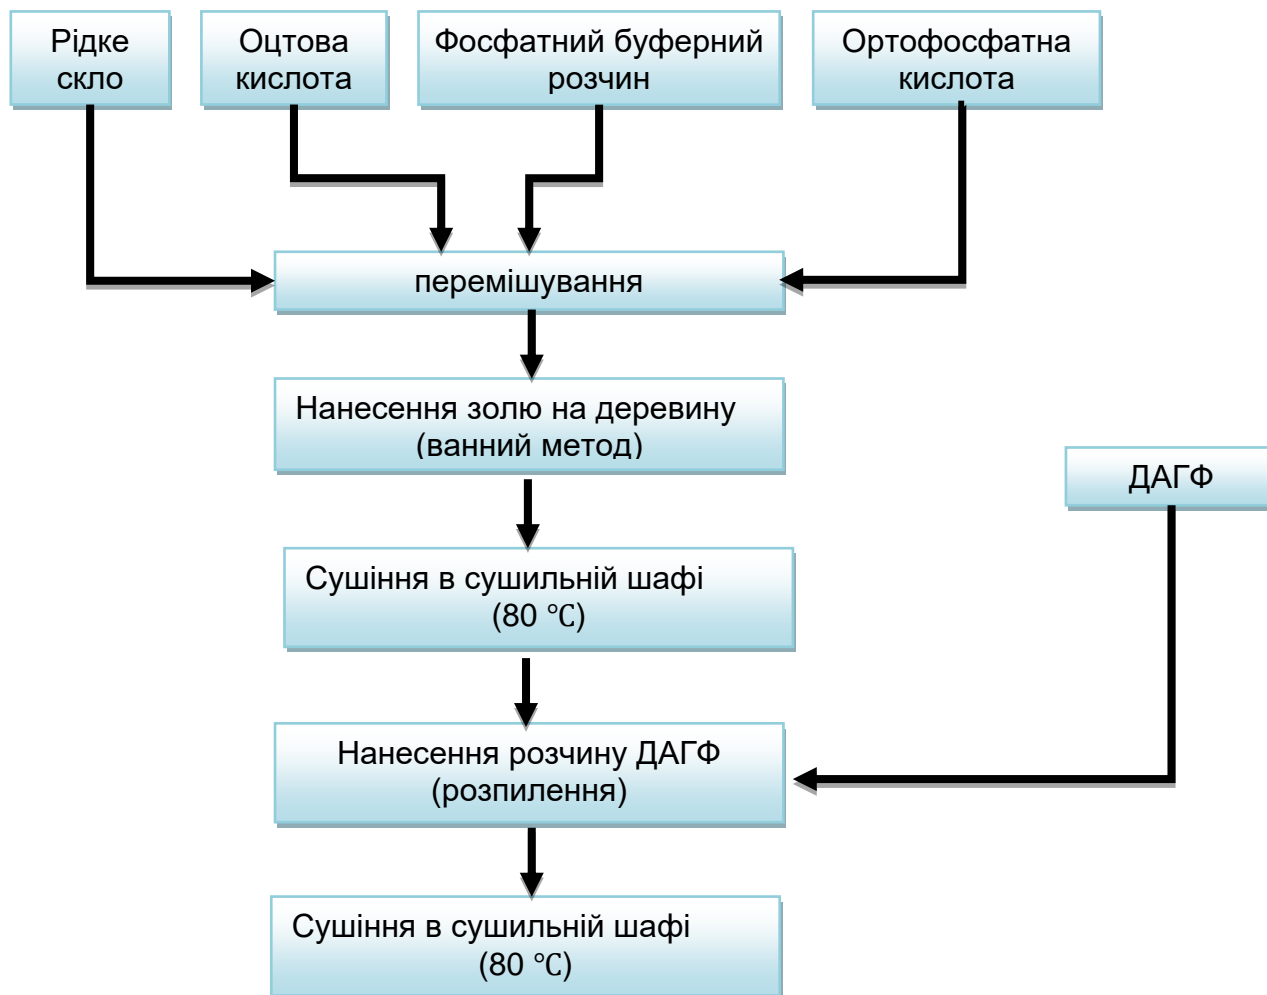 Рідке
скло
Оцтова
кислота
Фосфатний буферний
розчин
Ортофосфатна
кислота
перемішування
Нанесення золю на деревину
(ванний метод)
ДАГФ
Сушіння в сушильній шафі
(80 °C)
Нанесення розчину ДАГФ
(розпилення)
Сушіння в сушильній шафі
(80 °C)